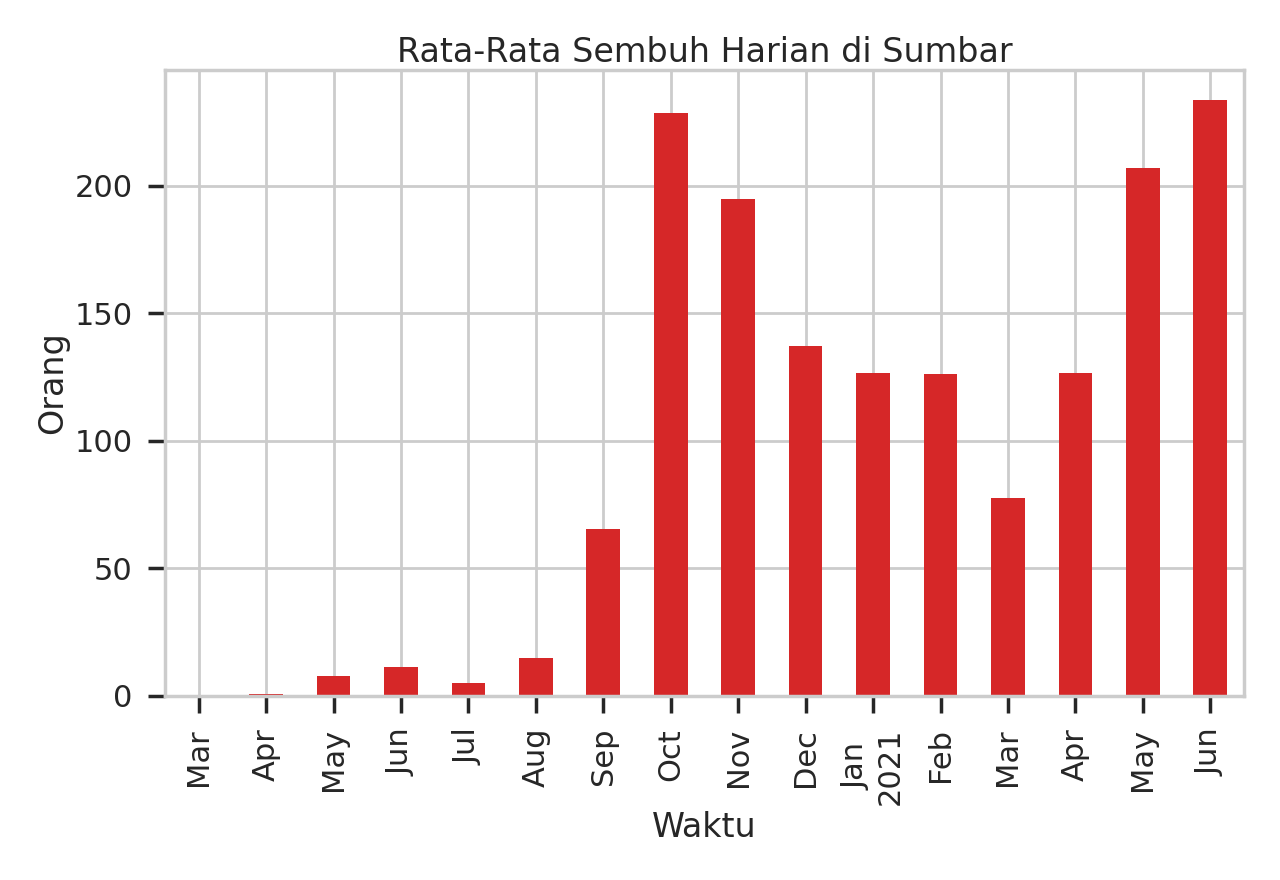 Rata-Rata Sembuh Harian di Sumbar
Orang
200
150
100
50
0
Mar
Apr
May
Jun
Jul
Aug
Sep
Oct
Nov
Dec
Jan
2021
Feb
Mar
Apr
May
Jun
Waktu